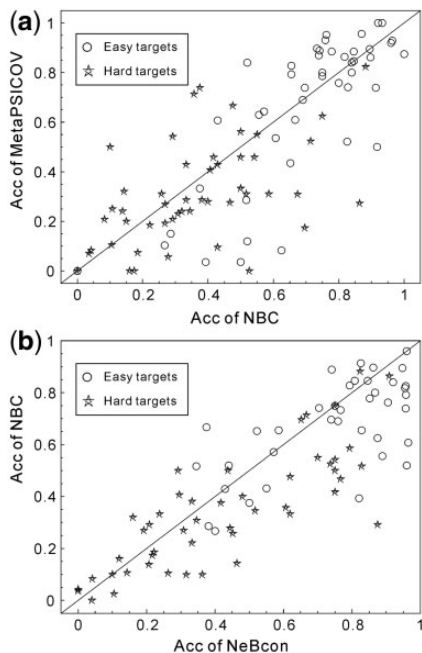 (a)
Easy targets
Hard targets
Acc of MetaPSICOV
1
0.8
0.6
0.4
0.2
0
0 0.2 0.4 0.6 0.8 1
Acc of NBC
(b)
Easy targets
Hard targets
Acc of NBC
1
0.8
0.6
0.4
0.2
0
0 0.2 0.4 0.6 0.8 1
Acc of NeBcon